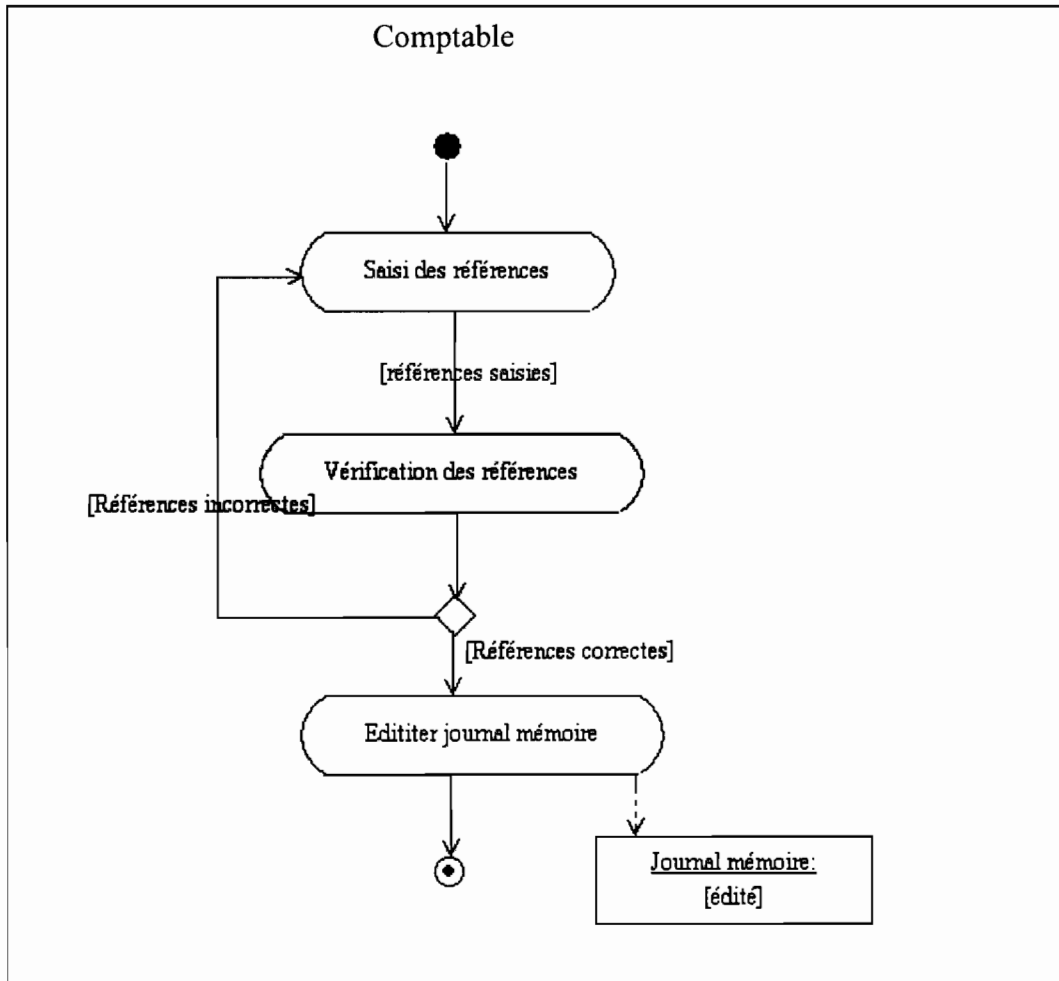 Comptable
Saisi des références
[références saisies]
Vérification des références
[Références incorrectes]
[Références correctes]
Edititer journal mémoire
Journal mémoire:
[édité]